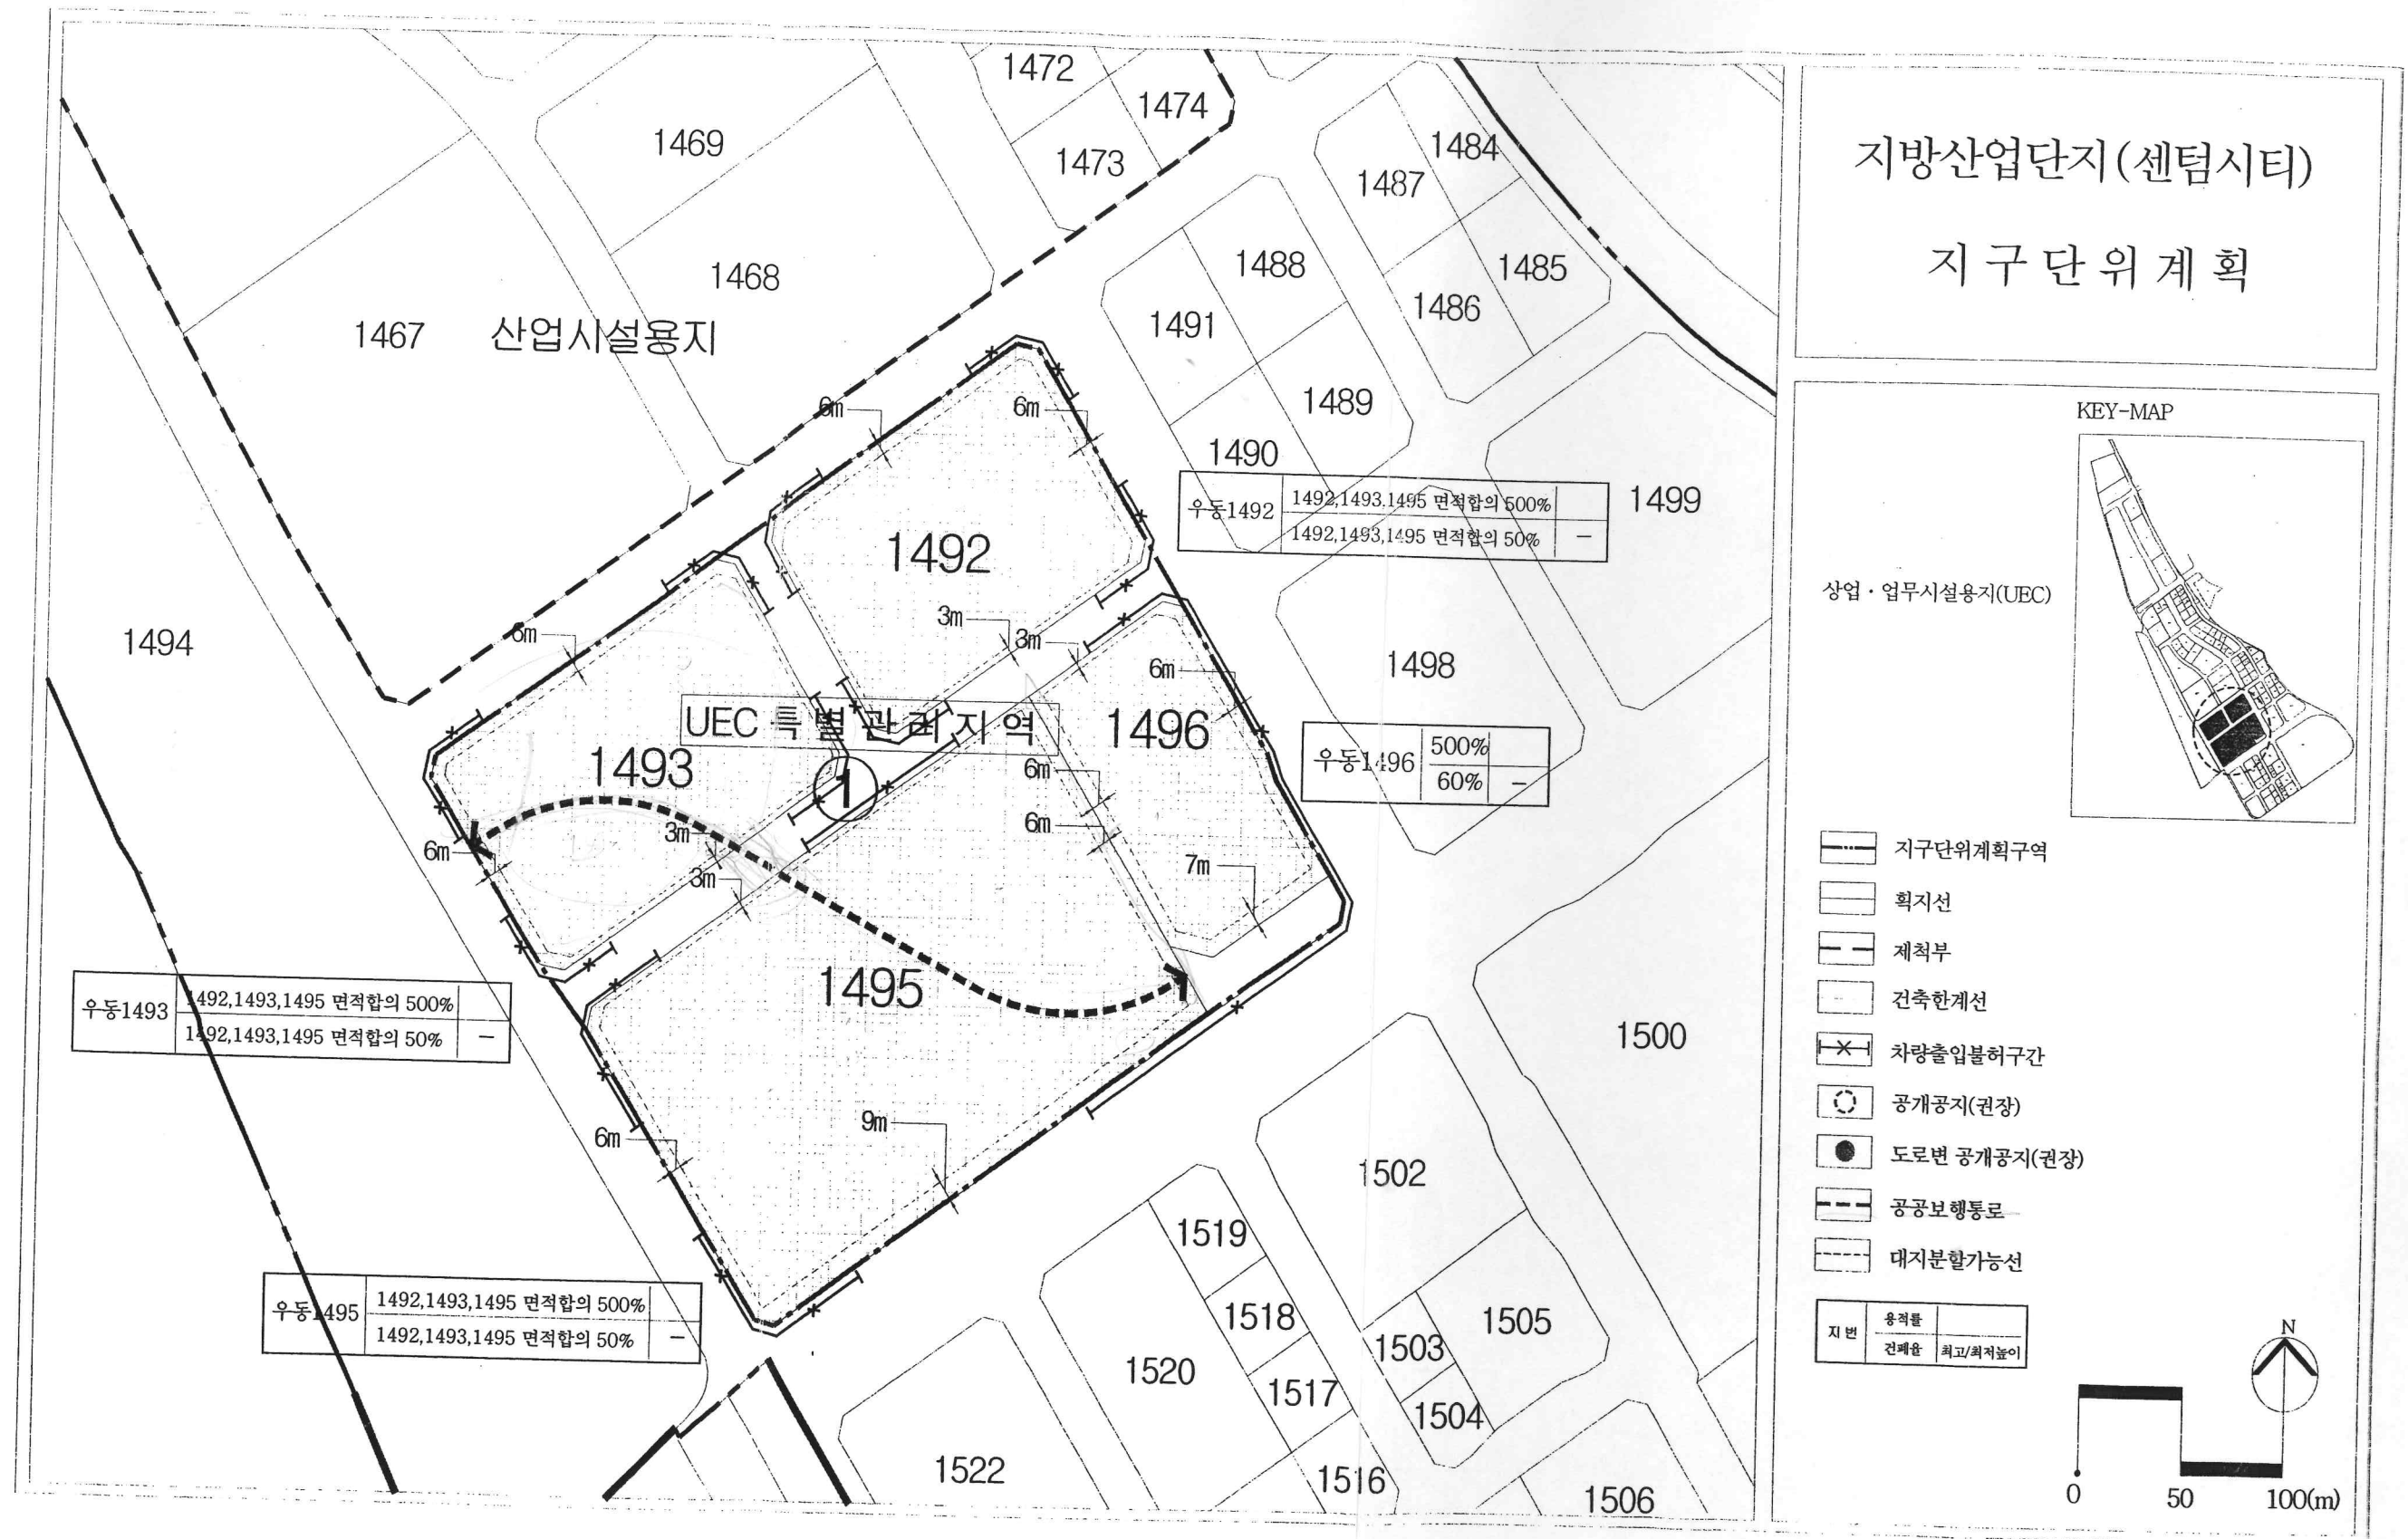 지방산업단지(센텀시티)
지구단위계획
KEY-MAP
상업·업무시설용지(UEC)
지구단위계획구역
획지선
제척부
건축한계선
차량출입불허구간
공개공지(권장)
도로변 공개공지(권장)
공공보행통로
대지분할가능선
지번
용적률
건폐율
최고/최저높이
N
0
50
100(m)
1472
1474
1469
1473
1484
1487
1468
1488
1485
1467
산업시설용지
1491
1486
6m
6m
1489
1490
1499
우동1492
1492,1493.1495 면적합의 500%
1492,1493,1495 면적합의 50%
-
1492
6m
1494
3m
3m
1498
6m
UEC 특별관리지역
1496
1493
우동1496
500%
60%
-
1
6m
6m
3m
6m
7m
3m
1495
우동1493
1492,1493,1495 면적합의 500%
1492,1493,1495 면적합의 50%
-
1500
9m
6m
1502
1519
우동1495
1492,1493,1495 면적합의 500%
1492,1493,1495 면적합의 50%
-
1518
1505
1503
1520
1517
1504
1522
1516
1506